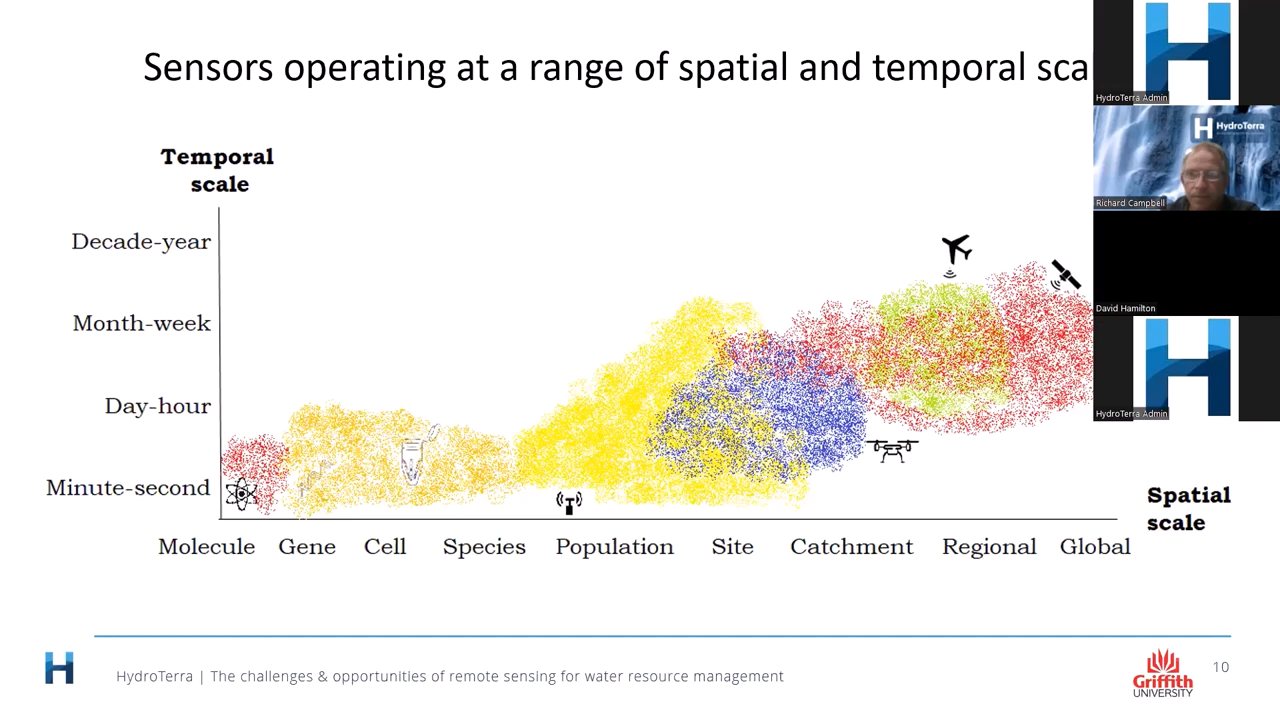 Sensors operating at a range of spatial and temporal sca
HydroTerra Admin
HydroTerra
Richard Campbell
David Hamilton
HydroTerra Admin
Temporal
scale
Decade-year
Month-week
Day-hour
Minute-second
Spatial
scale
Molecule Gene Cell Species Population Site Catchment Regional Global
HydroTerra | The challenges & opportunities of remote sensing for water resource management
Griffith
UNIVERSITY
10